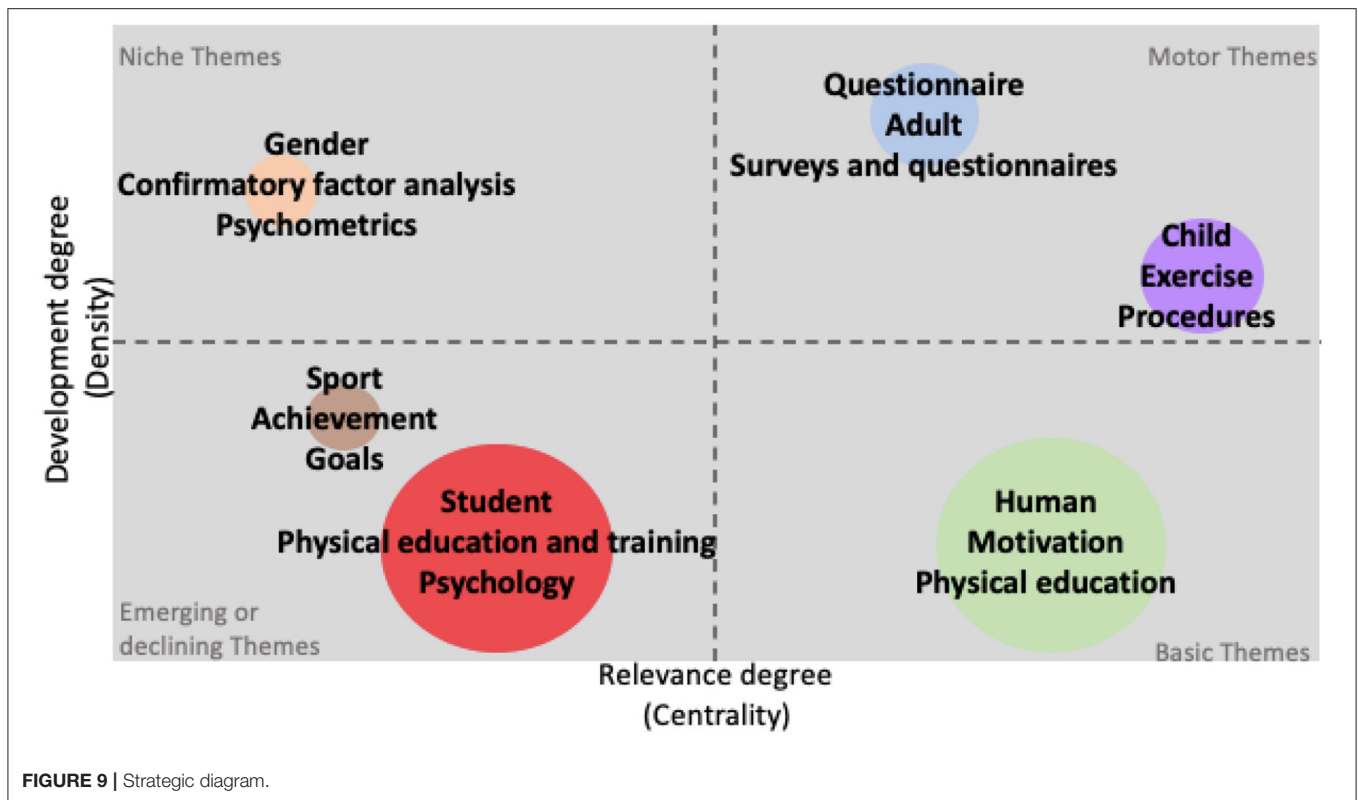 Niche Themes
Motor Themes
Questionnaire
Adult
Surveys and questionnaires
Gender
Confirmatory factor analysis
Psychometrics
Child
Exercise
Procedures
Development degree
(Density)
Sport
Achievement
Goals
Student
Physical education and training
Psychology
Human
Motivation
Physical education
Emerging or
declining Themes
Basic Themes
Relevance degree
(Centrality)
FIGURE 9 | Strategic diagram.